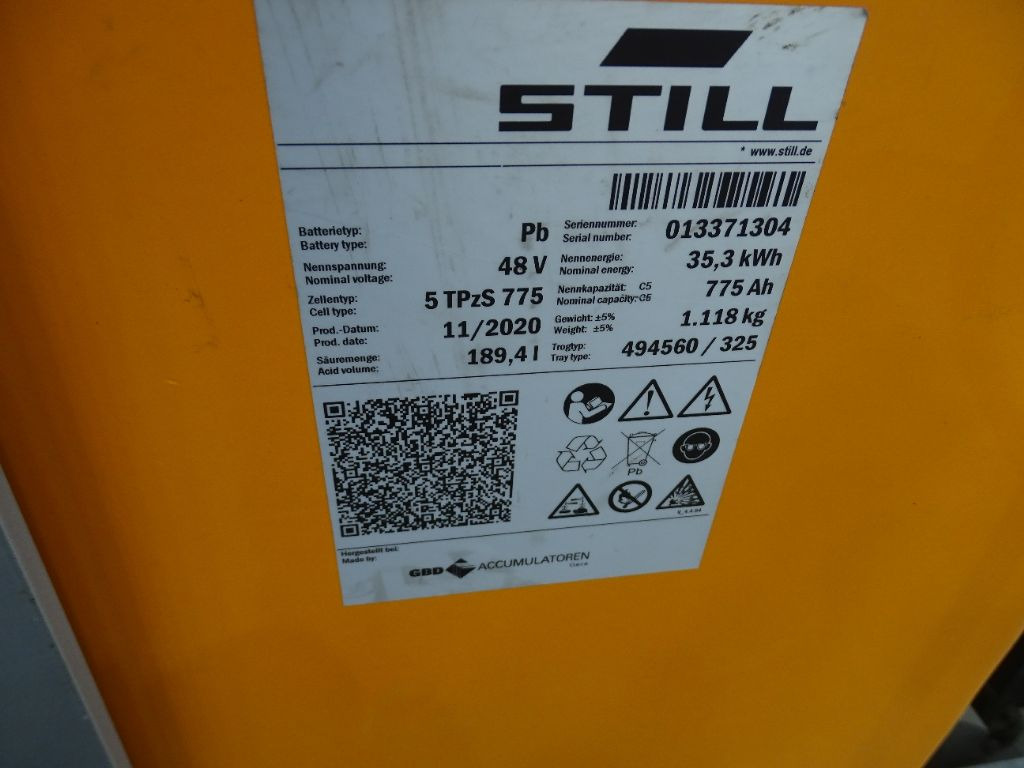 STILL
* www.still.de
Batterietyp: Pb
Battery type:
Nennspannung: 48 V
Nominal voltage:
Zellentyp: 5 TPzS 775
Cell type:
Prod.-Datum: 11/2020
Prod. date:
Säuremenge: 189,4 l
Acid volume:
Seriennummer: 013371304
Serial number:
Nennenergie: 35,3 kWh
Nominal energy:
Nennkapazität: C5 775 Ah
Nominal capacity: C5
Gewicht: ±5% 1.118 kg
Weight: ±5%
Trogtyp: 494560 / 325
Tray type:
Pb
Hergestellt bei:
Made by:
GBD ACCUMULATOREN